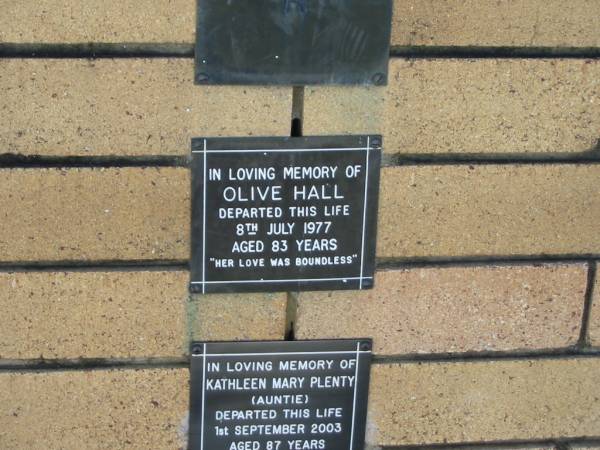 IN LOVING MEMORY OF
OLIVE HALL
DEPARTED THIS LIFE
8TH JULY 1977
AGED 83 YEARS
"HER LOVE WAS BOUNDLESS"
IN LOVING MEMORY OF
KATHLEEN MARY PLENTY
(AUNTIE)
DEPARTED THIS LIFE
1st SEPTEMBER 2003
AGED 87 YEARS